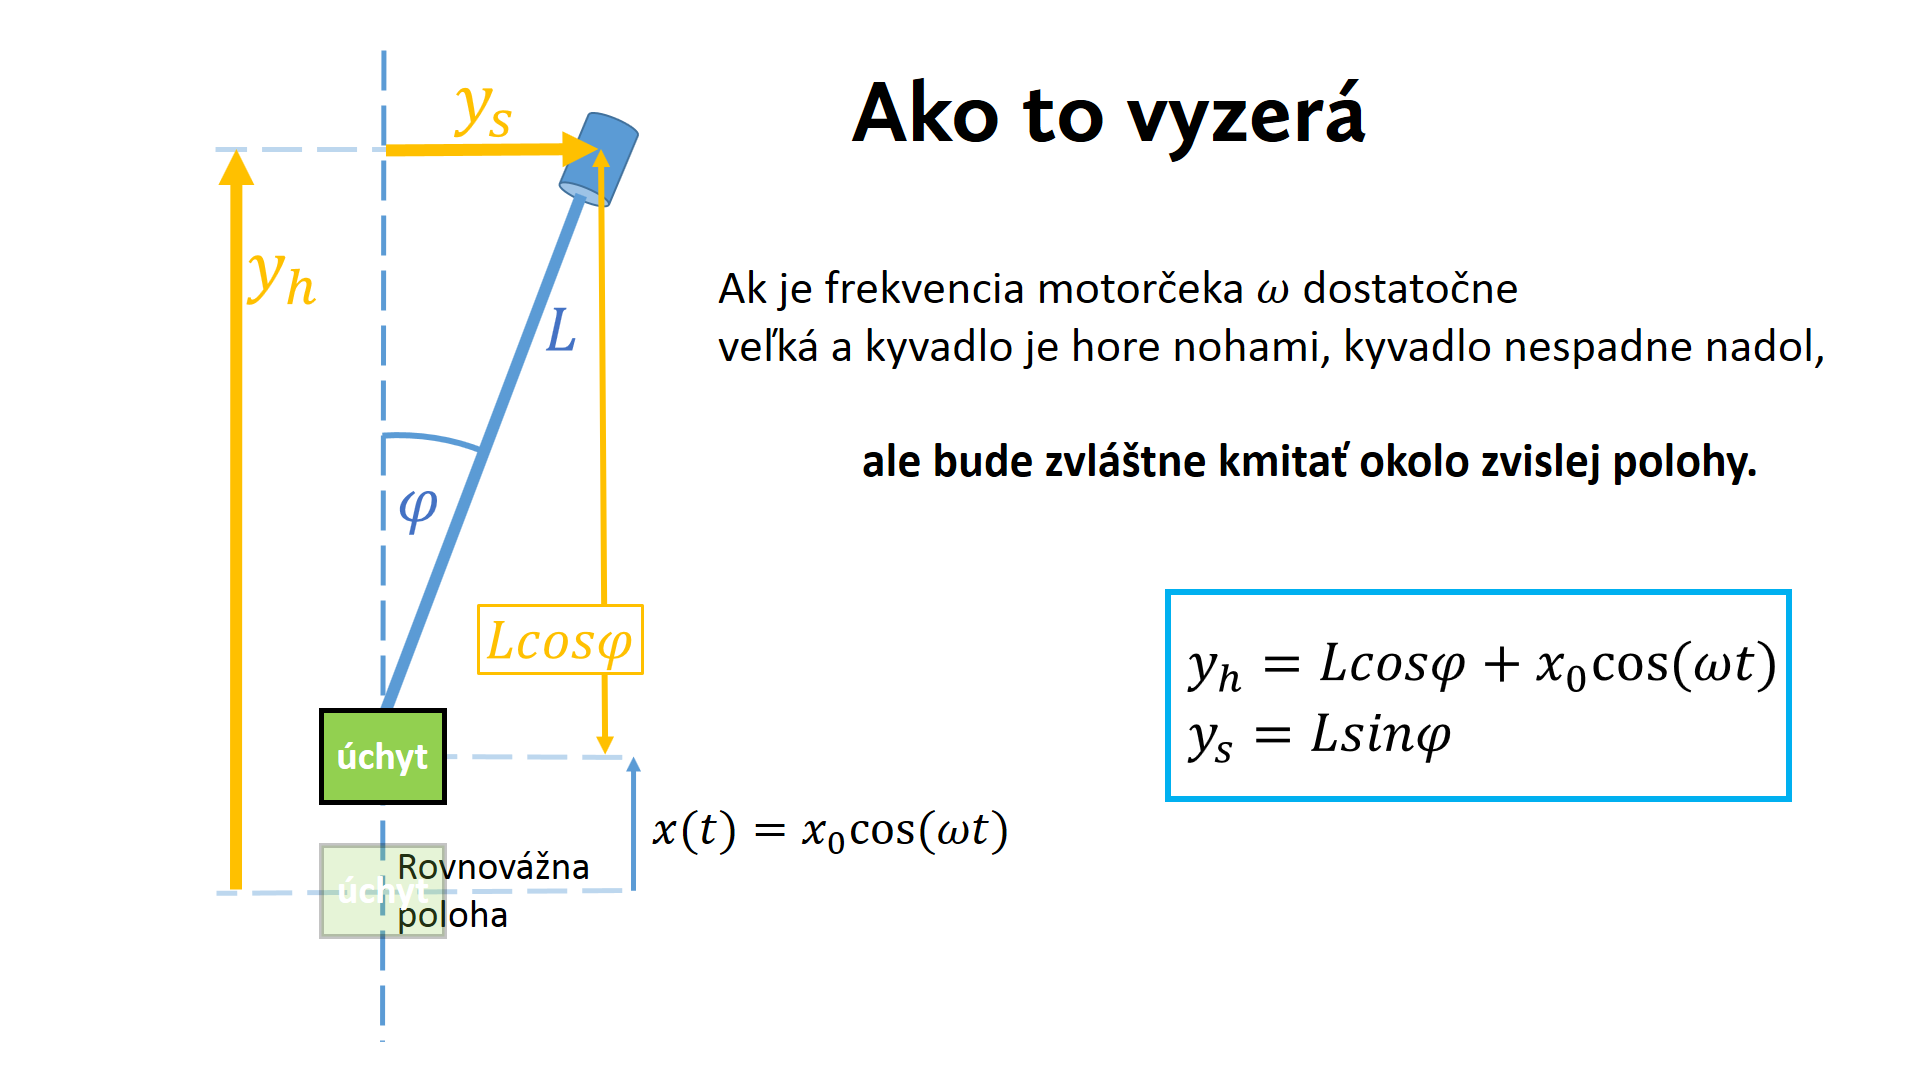 Ako to vyzerá
y_s
y_h
L
Ak je frekvencia motorčeka ω dostatočne
veľká a kyvadlo je hore nohami, kyvadlo nespadne nadol,
ale bude zvláštne kmitať okolo zvislej polohy.
φ
Lcosφ
y_h = Lcosφ + x_0cos(ωt)
y_s = Lsinφ
úchyt
x(t) = x_0cos(ωt)
úchyt
Rovnovážna
poloha